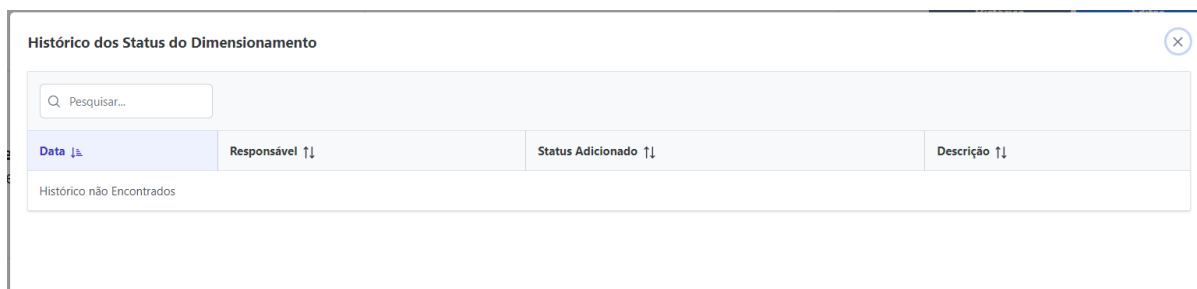 Histórico dos Status do Dimensionamento
Pesquisar...
Data Responsável Status Adicionado Descrição
Histórico não Encontrados